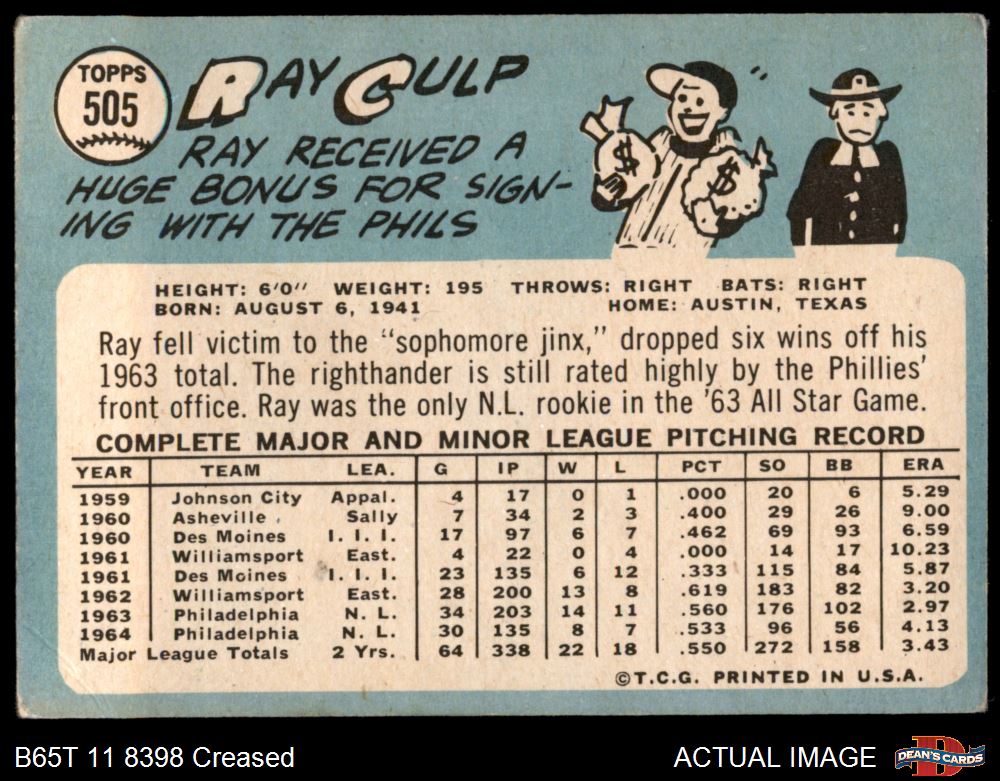 TOPPS
505
RAY CULP
RAY RECEIVED A
HUGE BONUS FOR SIGN-
ING WITH THE PHILS
$ $
HEIGHT: 6'0" WEIGHT: 195 THROWS: RIGHT BATS: RIGHT
BORN: AUGUST 6, 1941 HOME: AUSTIN, TEXAS
Ray fell victim to the "sophomore jinx," dropped six wins off his
1963 total. The righthander is still rated highly by the Phillies'
front office. Ray was the only N.L. rookie in the '63 All Star Game.
COMPLETE MAJOR AND MINOR LEAGUE PITCHING RECORD
YEAR TEAM LEA. G IP W L PCT SO BB ERA
1959 Johnson City Appal. 4 17 0 1 .000 20 6 5.29
1960 Asheville Sally 7 34 2 3 .400 29 26 9.00
1960 Des Moines I. I. I. 17 97 6 7 .462 69 93 6.59
1961 Williamsport East. 4 22 0 4 .000 14 17 10.23
1961 Des Moines I. I. I. 23 135 6 12 .333 115 84 5.87
1962 Williamsport East. 28 200 13 8 .619 183 82 3.20
1963 Philadelphia N. L. 34 203 14 11 .560 176 102 2.97
1964 Philadelphia N. L. 30 135 8 7 .533 96 56 4.13
Major League Totals 2 Yrs. 64 338 22 18 .550 272 158 3.43
©T.C.G. PRINTED IN U.S.A.
B65T 11 8398 Creased
ACTUAL IMAGE
D
DEAN'S CARDS